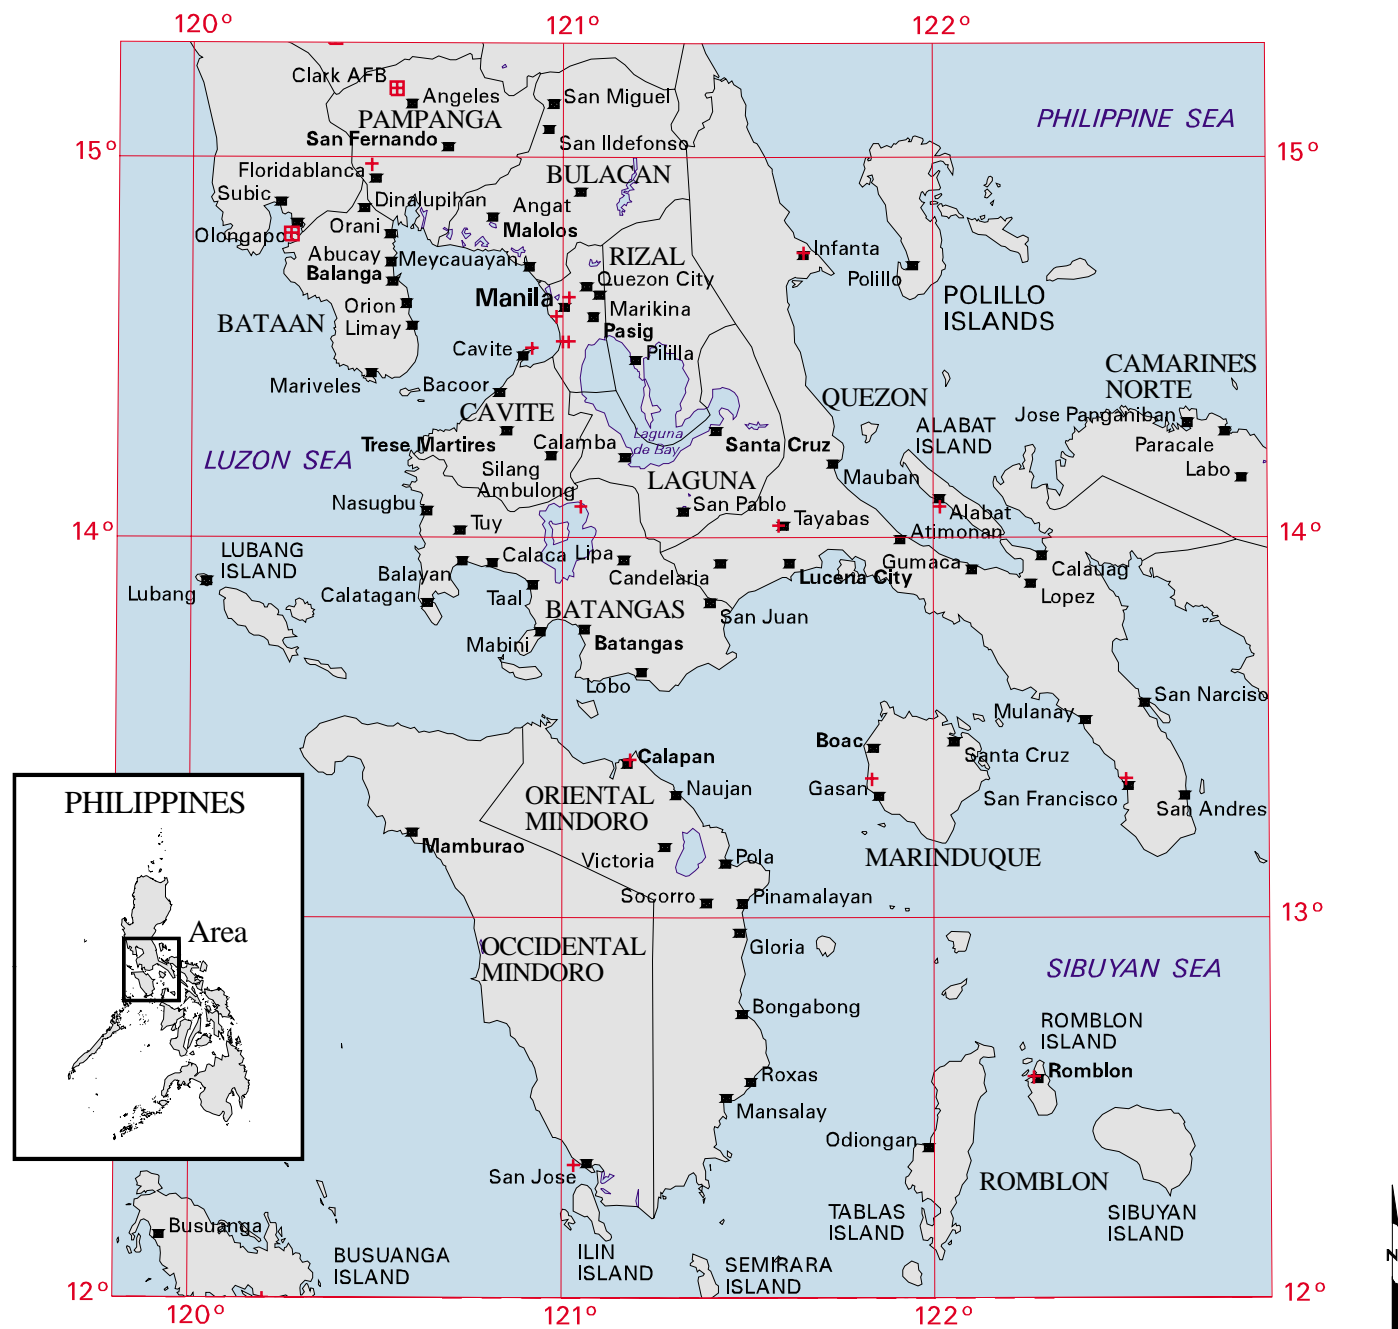 120°
121°
122°
Clark AFB
Angeles
San Miguel
PHILIPPINE SEA
PAMPANGA
San Fernando
San Ildefonso
15°
15°
Floridablanca
BULACAN
Subic
Dinalupihan
Angat
Olongapo
Orani
Malolos
Infanta
Abucay
Meycauayan
RIZAL
Balanga
Quezon City
Polillo
Manila
POLILLO
ISLANDS
Orion
Marikina
BATAAN
Limay
Pasig
Cavite
Pililla
CAMARINES
NORTE
Mariveles
Bacoor
QUEZON
CAVITE
Jose Panganiban
ALABAT
ISLAND
Trese Martires
Calamba
Laguna
de Bay
Santa Cruz
Paracale
LUZON SEA
Silang
Labo
Ambulong
LAGUNA
Mauban
Nasugbu
San Pablo
Alabat
Tuy
Tayabas
14°
Atimonan
14°
LUBANG
ISLAND
Calaca
Lipa
Gumaca
Calauag
Balayan
Candelaria
Lucena City
Lubang
Calatagan
Taal
Lopez
BATANGAS
San Juan
Mabini
Batangas
Lobo
San Narciso
Mulanay
Boac
Santa Cruz
Calapan
Gasan
Naujan
San Francisco
San Andres
ORIENTAL
MINDORO
PHILIPPINES
Mamburao
Victoria
Pola
MARINDUQUE
Socorro
Pinamalayan
13°
Area
OCCIDENTAL
MINDORO
Gloria
SIBUYAN SEA
Bongabong
ROMBLON
ISLAND
Roxas
Romblon
Mansalay
Odiongan
San Jose
ROMBLON
Busuanga
TABLAS
ISLAND
SIBUYAN
ISLAND
BUSUANGA
ISLAND
ILIN
ISLAND
SEMIRARA
ISLAND
N
12°
12°
120°
121°
122°